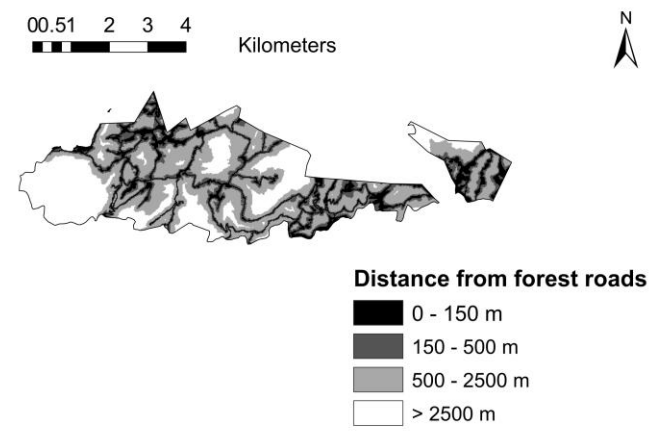 00.51 2 3 4
Kilometers
N
Distance from forest roads
0 - 150 m
150 - 500 m
500 - 2500 m
> 2500 m